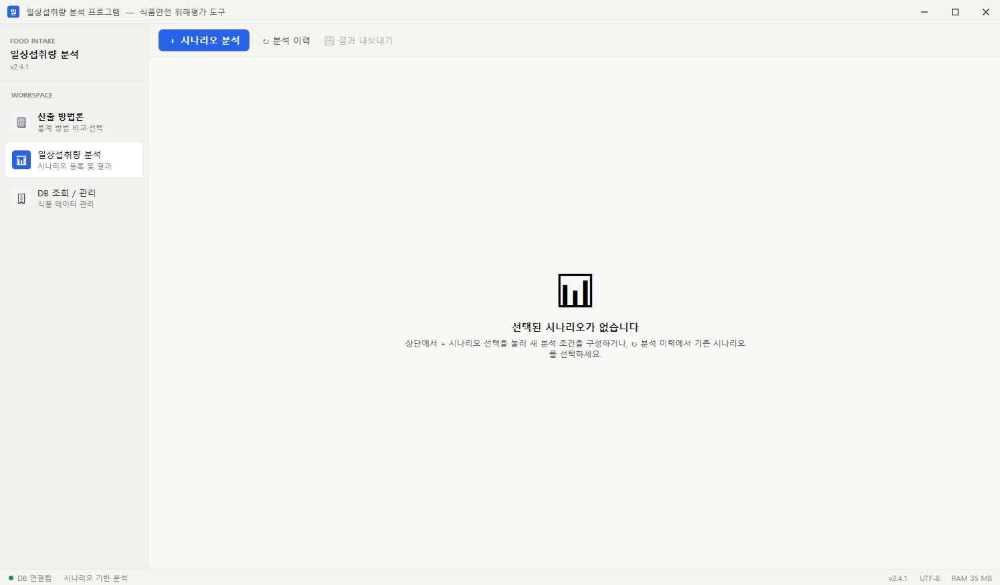 일 일상섭취량 분석 프로그램 — 식품안전 위해평가 도구
FOOD INTAKE
일상섭취량 분석
v2.4.1
WORKSPACE
산출 방법론
통계 방법 비교·선택
일상섭취량 분석
시나리오 등록 및 결과
DB 조회 / 관리
식품 데이터 관리
+ 시나리오 분석 ↻ 분석 이력 결과 내보내기
선택된 시나리오가 없습니다
상단에서 + 시나리오 선택을 눌러 새 분석 조건을 구성하거나, ↻ 분석 이력에서 기존 시나리오
를 선택하세요.
DB 연결됨 시나리오 기반 분석 v2.4.1 UTF-8 RAM 35 MB